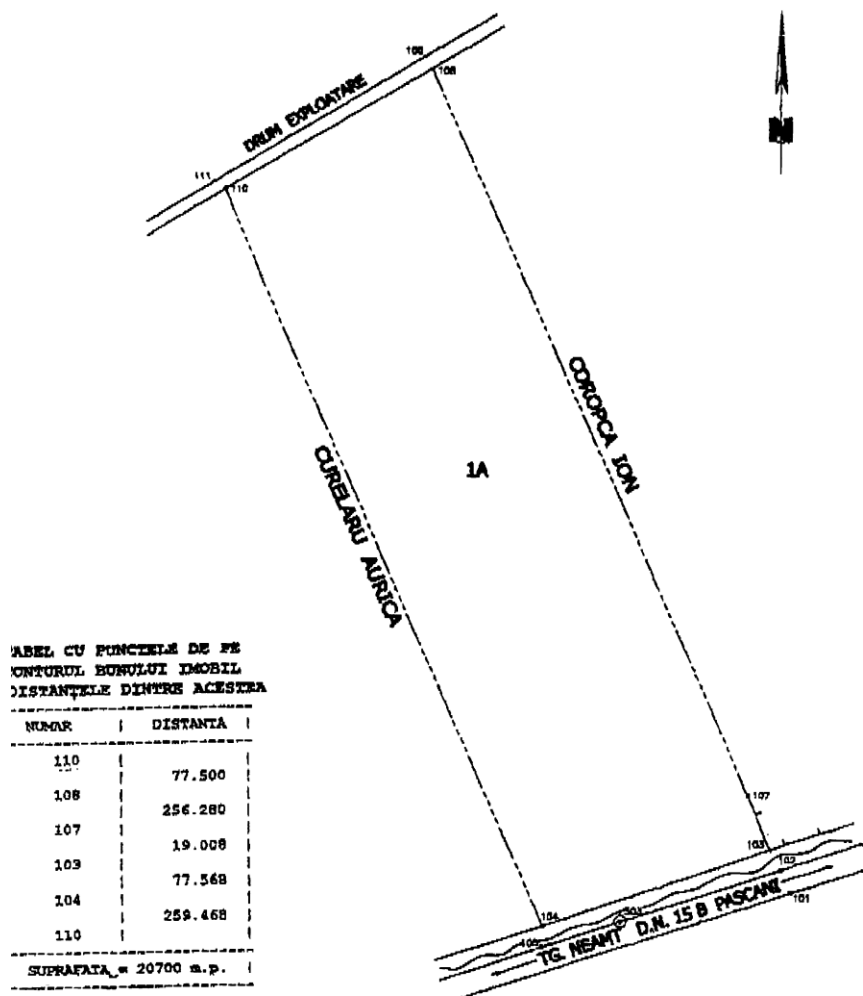 108
DRUM EXPLOATARE
111
110
N
COROPCA ION
1A
CURELARU AURICA
107
103
102
101
104
TG. NEAMT D.N. 15 B PASCANI
ABEL CU PUNCTELE DE PE
ONTURUL BUNULUI IMOBIL
DISTANȚELE DINTRE ACESTEA
NUMAR | DISTANTA |
110
77.500
108
256.280
107
19.008
103
77.568
104
259.468
110
SUPRAFATA = 20700 m.p.